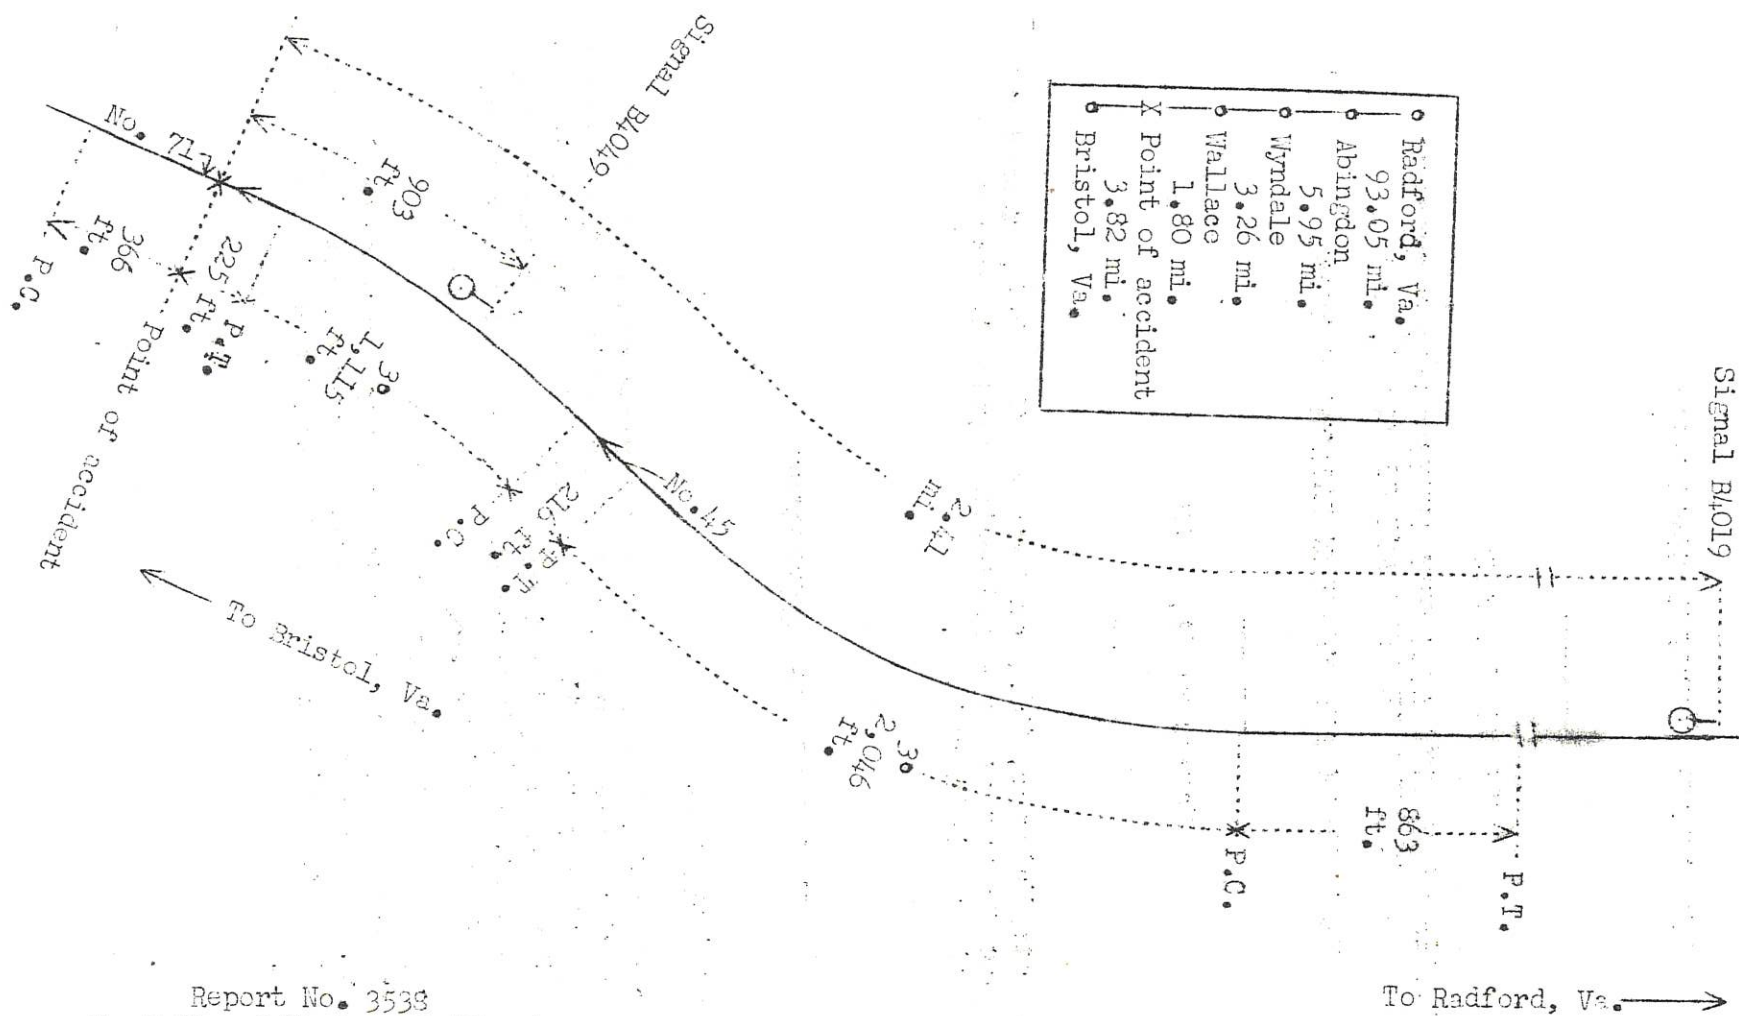 Signal B4049
Signal B4019
Radford, Va.
93.05 mi.
Abingdon
5.95 mi.
Wyndale
3.26 mi.
Wallace
1.80 mi.
X Point of accident
3.82 mi.
Bristol, Va.
No. 71
903
ft.
2.41
mi.
No. 45
P.C.
366
ft.
225 ft.
P.T.
3°
1,115
ft.
P.C.
216 ft.
P.T.
3°
2,046
ft.
P.C.
863
ft.
P.T.
Point of accident
To Bristol, Va.
Report No. 3538
To Radford, Va.